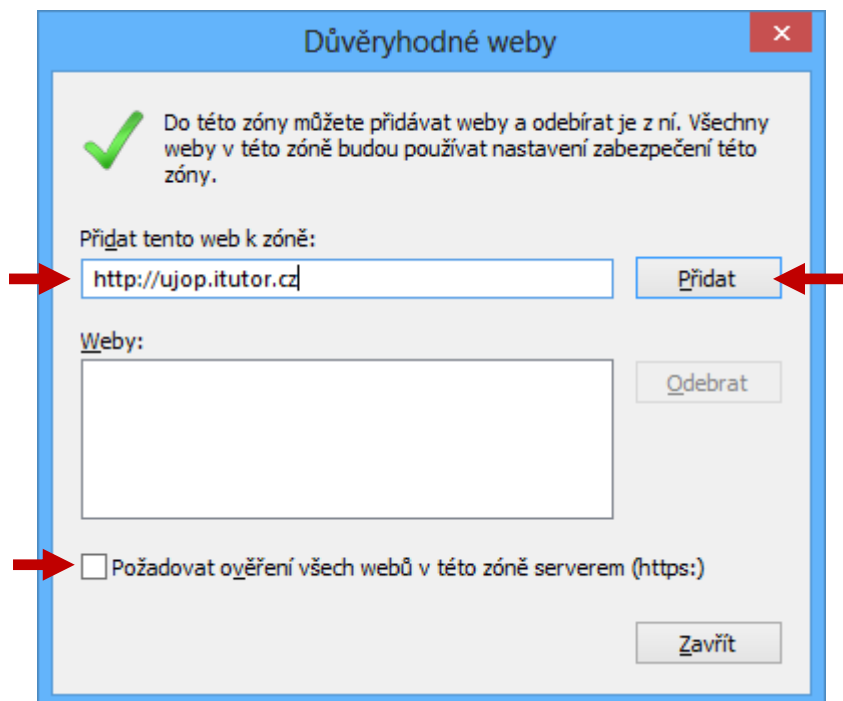 Důvěryhodné weby
Do této zóny můžete přidávat weby a odebírat je z ní. Všechny
weby v této zóně budou používat nastavení zabezpečení této
zóny.
Přidat tento web k zóně:
http://ujop.itutor.cz
Přidat
Weby:
Odebrat
Požadovat ověření všech webů v této zóně serverem (https:)
Zavřít